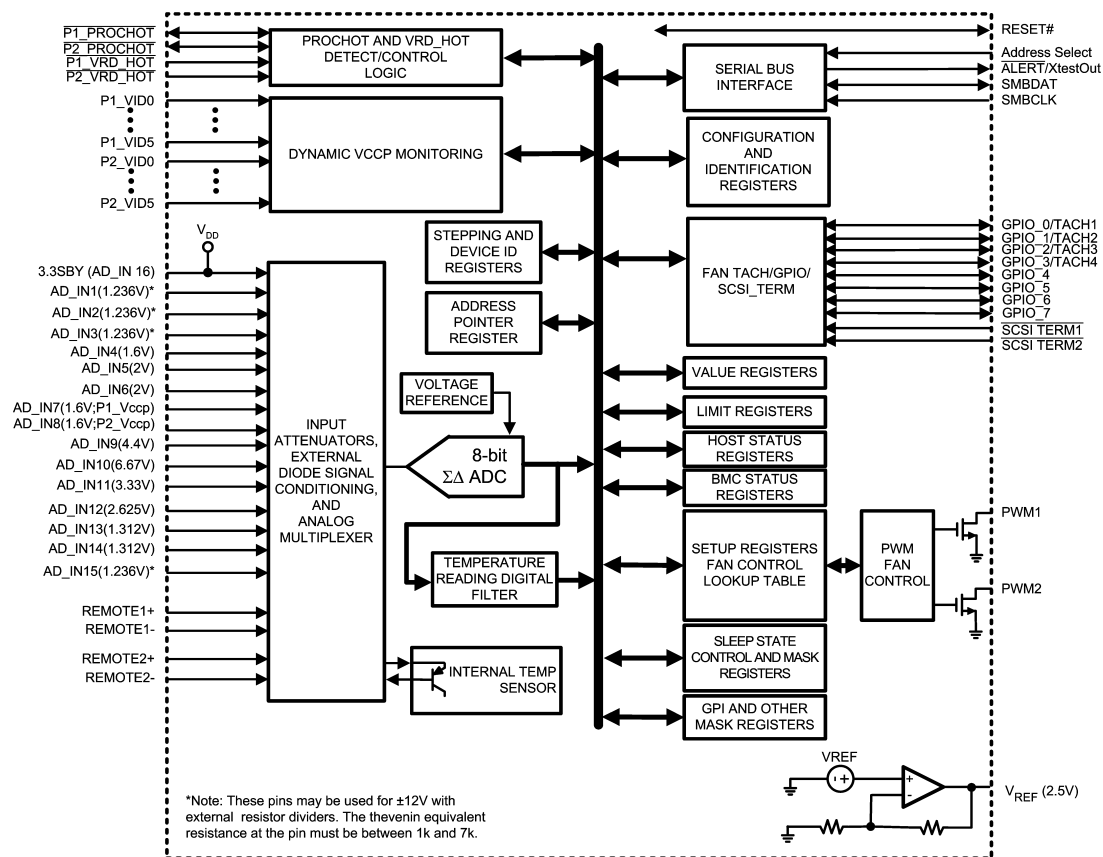 P1_PROCHOT
P2_PROCHOT
P1_VRD_HOT
P2_VRD_HOT
PROCHOT AND VRD_HOT
DETECT/CONTROL
LOGIC
P1_VID0
P1_VID5
P2_VID0
P2_VID5
DYNAMIC VCCP MONITORING
VDD
3.3SBY (AD_IN 16)
AD_IN1(1.236V)*
AD_IN2(1.236V)*
AD_IN3(1.236V)*
AD_IN4(1.6V)
AD_IN5(2V)
AD_IN6(2V)
AD_IN7(1.6V;P1_Vccp)
AD_IN8(1.6V;P2_Vccp)
AD_IN9(4.4V)
AD_IN10(6.67V)
AD_IN11(3.33V)
AD_IN12(2.625V)
AD_IN13(1.312V)
AD_IN14(1.312V)
AD_IN15(1.236V)*
REMOTE1+
REMOTE1-
REMOTE2+
REMOTE2-
INPUT
ATTENUATORS,
EXTERNAL
DIODE SIGNAL
CONDITIONING,
AND
ANALOG
MULTIPLEXER
STEPPING AND
DEVICE ID
REGISTERS
ADDRESS
POINTER
REGISTER
VOLTAGE
REFERENCE
8-bit
ΣΔ ADC
TEMPERATURE
READING DIGITAL
FILTER
INTERNAL TEMP
SENSOR
SERIAL BUS
INTERFACE
CONFIGURATION
AND
IDENTIFICATION
REGISTERS
FAN TACH/GPIO/
SCSI_TERM
VALUE REGISTERS
LIMIT REGISTERS
HOST STATUS
REGISTERS
BMC STATUS
REGISTERS
SETUP REGISTERS
FAN CONTROL
LOOKUP TABLE
PWM
FAN
CONTROL
SLEEP STATE
CONTROL AND MASK
REGISTERS
GPI AND OTHER
MASK REGISTERS
RESET#
Address Select
ALERT/XtestOut
SMBDAT
SMBCLK
GPIO_0/TACH1
GPIO_1/TACH2
GPIO_2/TACH3
GPIO_3/TACH4
GPIO_4
GPIO_5
GPIO_6
GPIO_7
SCSI TERM1
SCSI TERM2
PWM1
PWM2
VREF
- +
+
-
VREF (2.5V)
*Note: These pins may be used for ±12V with
external resistor dividers. The thevenin equivalent
resistance at the pin must be between 1k and 7k.